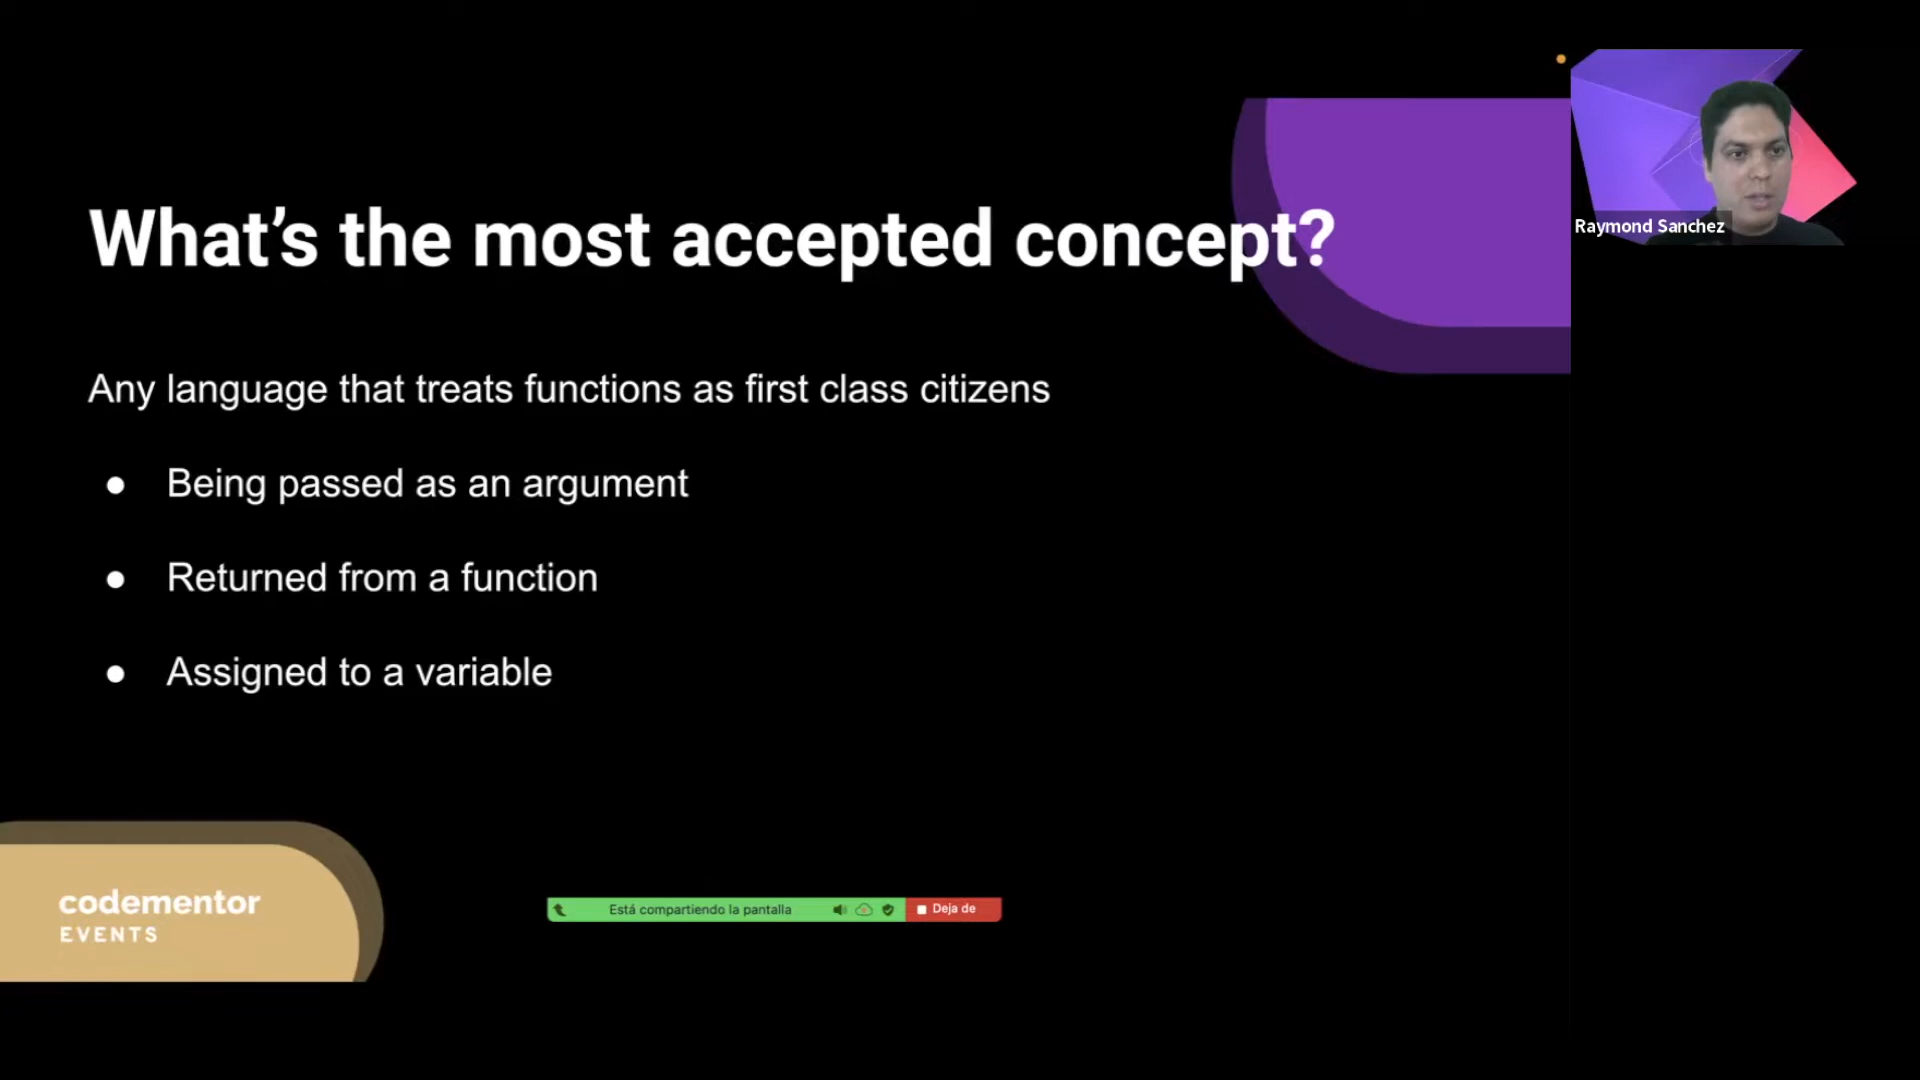 What’s the most accepted concept?
Raymond Sanchez
Any language that treats functions as first class citizens
● Being passed as an argument
● Returned from a function
● Assigned to a variable
codementor
EVENTS
Está compartiendo la pantalla
Deja de